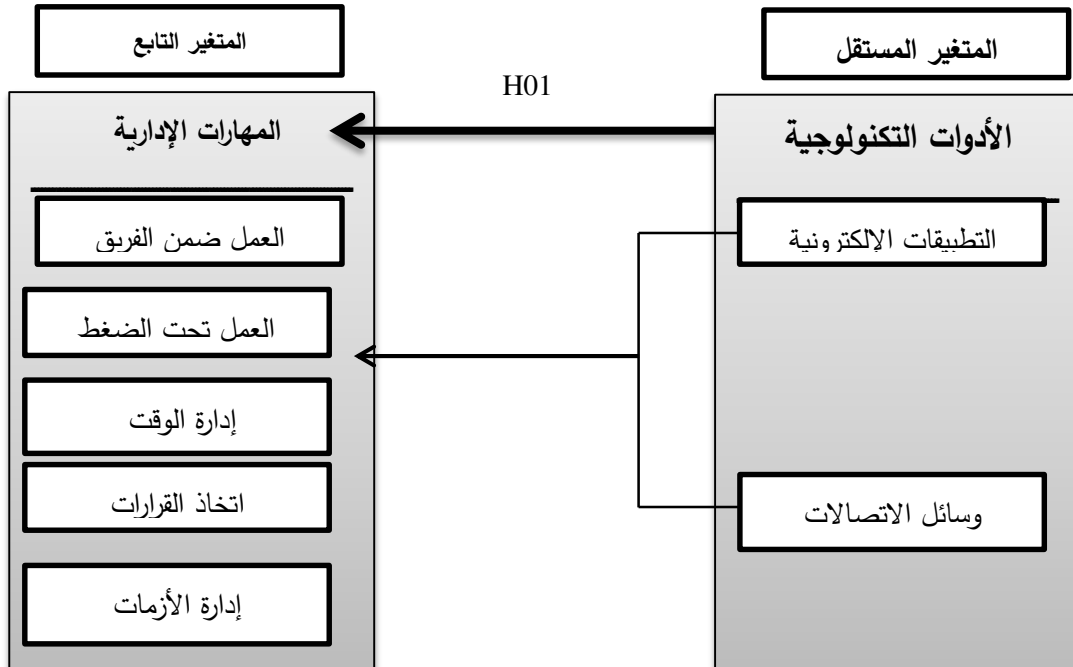 المتغير المستقل
المتغير التابع
H01
الأدوات التكنولوجية
المهارات الإدارية
التطبيقات الإلكترونية
وسائل الاتصالات
العمل ضمن الفريق
العمل تحت الضغط
إدارة الوقت
اتخاذ القرارات
إدارة الأزمات